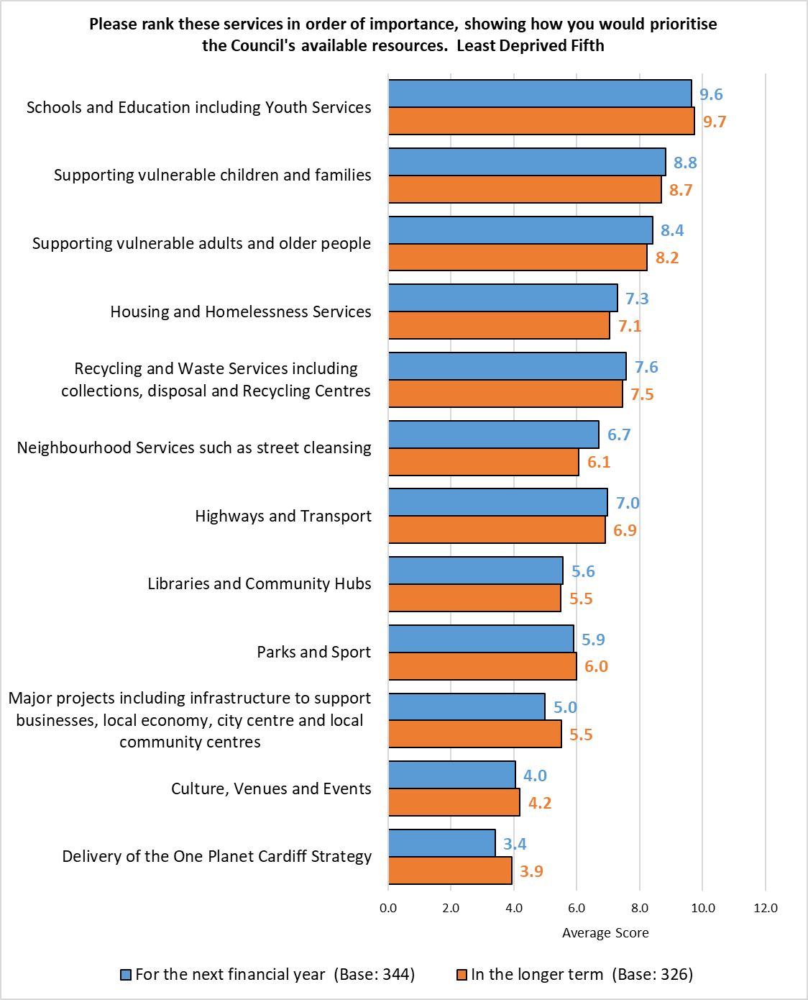 Please rank these services in order of importance, showing how you would prioritise
the Council's available resources.  Least Deprived Fifth
Schools and Education including Youth Services
9.6
9.7
Supporting vulnerable children and families
8.8
8.7
Supporting vulnerable adults and older people
8.4
8.2
Housing and Homelessness Services
7.3
7.1
Recycling and Waste Services including
collections, disposal and Recycling Centres
7.6
7.5
Neighbourhood Services such as street cleansing
6.7
6.1
Highways and Transport
7.0
6.9
Libraries and Community Hubs
5.6
5.5
Parks and Sport
5.9
6.0
Major projects including infrastructure to support
businesses, local economy, city centre and local
community centres
5.0
5.5
Culture, Venues and Events
4.0
4.2
Delivery of the One Planet Cardiff Strategy
3.4
3.9
0.0 2.0 4.0 6.0 8.0 10.0 12.0
Average Score
For the next financial year  (Base: 344) In the longer term  (Base: 326)